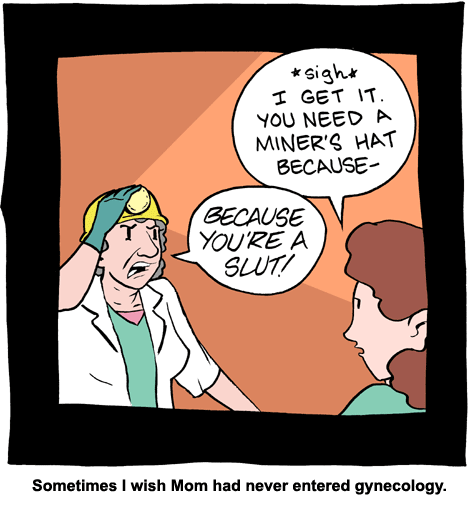 *sigh*
I GET IT.
YOU NEED A
MINER'S HAT
BECAUSE-
BECAUSE
YOU'RE A
SLUT!
Sometimes I wish Mom had never entered gynecology.